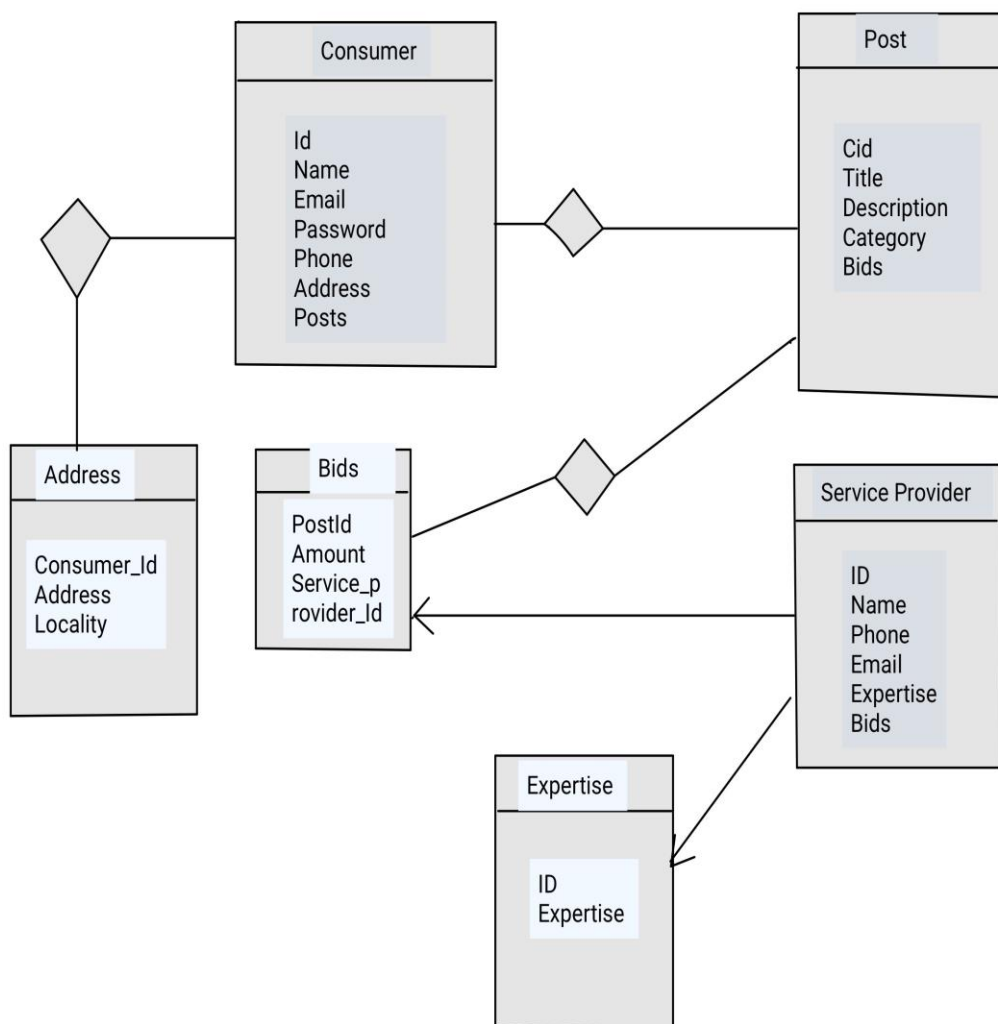 Consumer
Id
Name
Email
Password
Phone
Address
Posts
Post
Cid
Title
Description
Category
Bids
Address
Consumer_Id
Address
Locality
Bids
PostId
Amount
Service_p
rovider_Id
Service Provider
ID
Name
Phone
Email
Expertise
Bids
Expertise
ID
Expertise